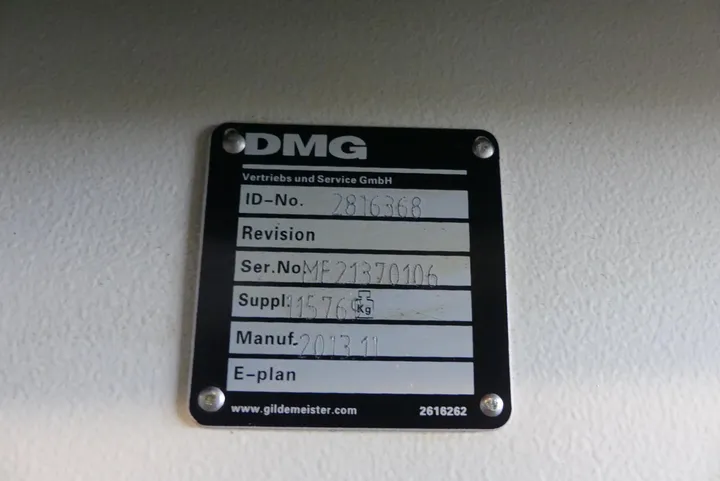 DMG
Vertriebs und Service GmbH
ID-No. 2816368
Revision
Ser.No. MF21370106
Suppl. 115769 Kg
Manuf. 2013.11
E-plan
www.gildemeister.com 2616262